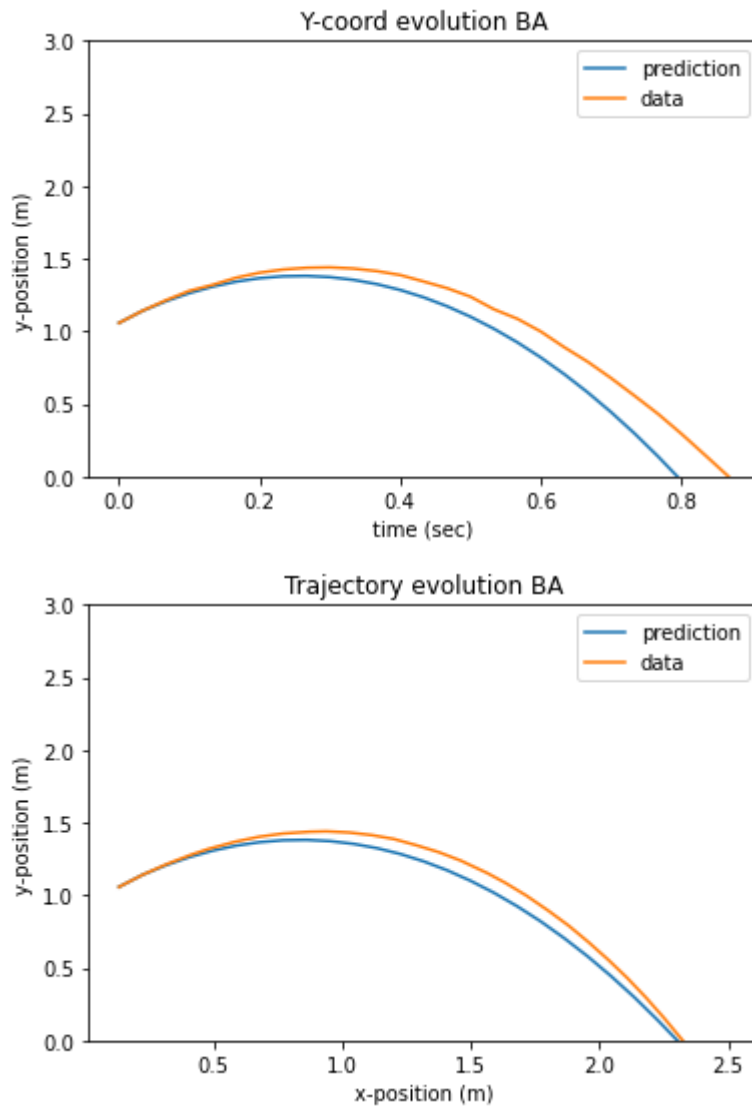 Y-coord evolution BA
3.0
prediction
data
2.5
2.0
y-position (m)
1.5
1.0
0.5
0.0
0.0 0.2 0.4 0.6 0.8
time (sec)
Trajectory evolution BA
3.0
prediction
data
2.5
2.0
y-position (m)
1.5
1.0
0.5
0.0
0.5 1.0 1.5 2.0 2.5
x-position (m)